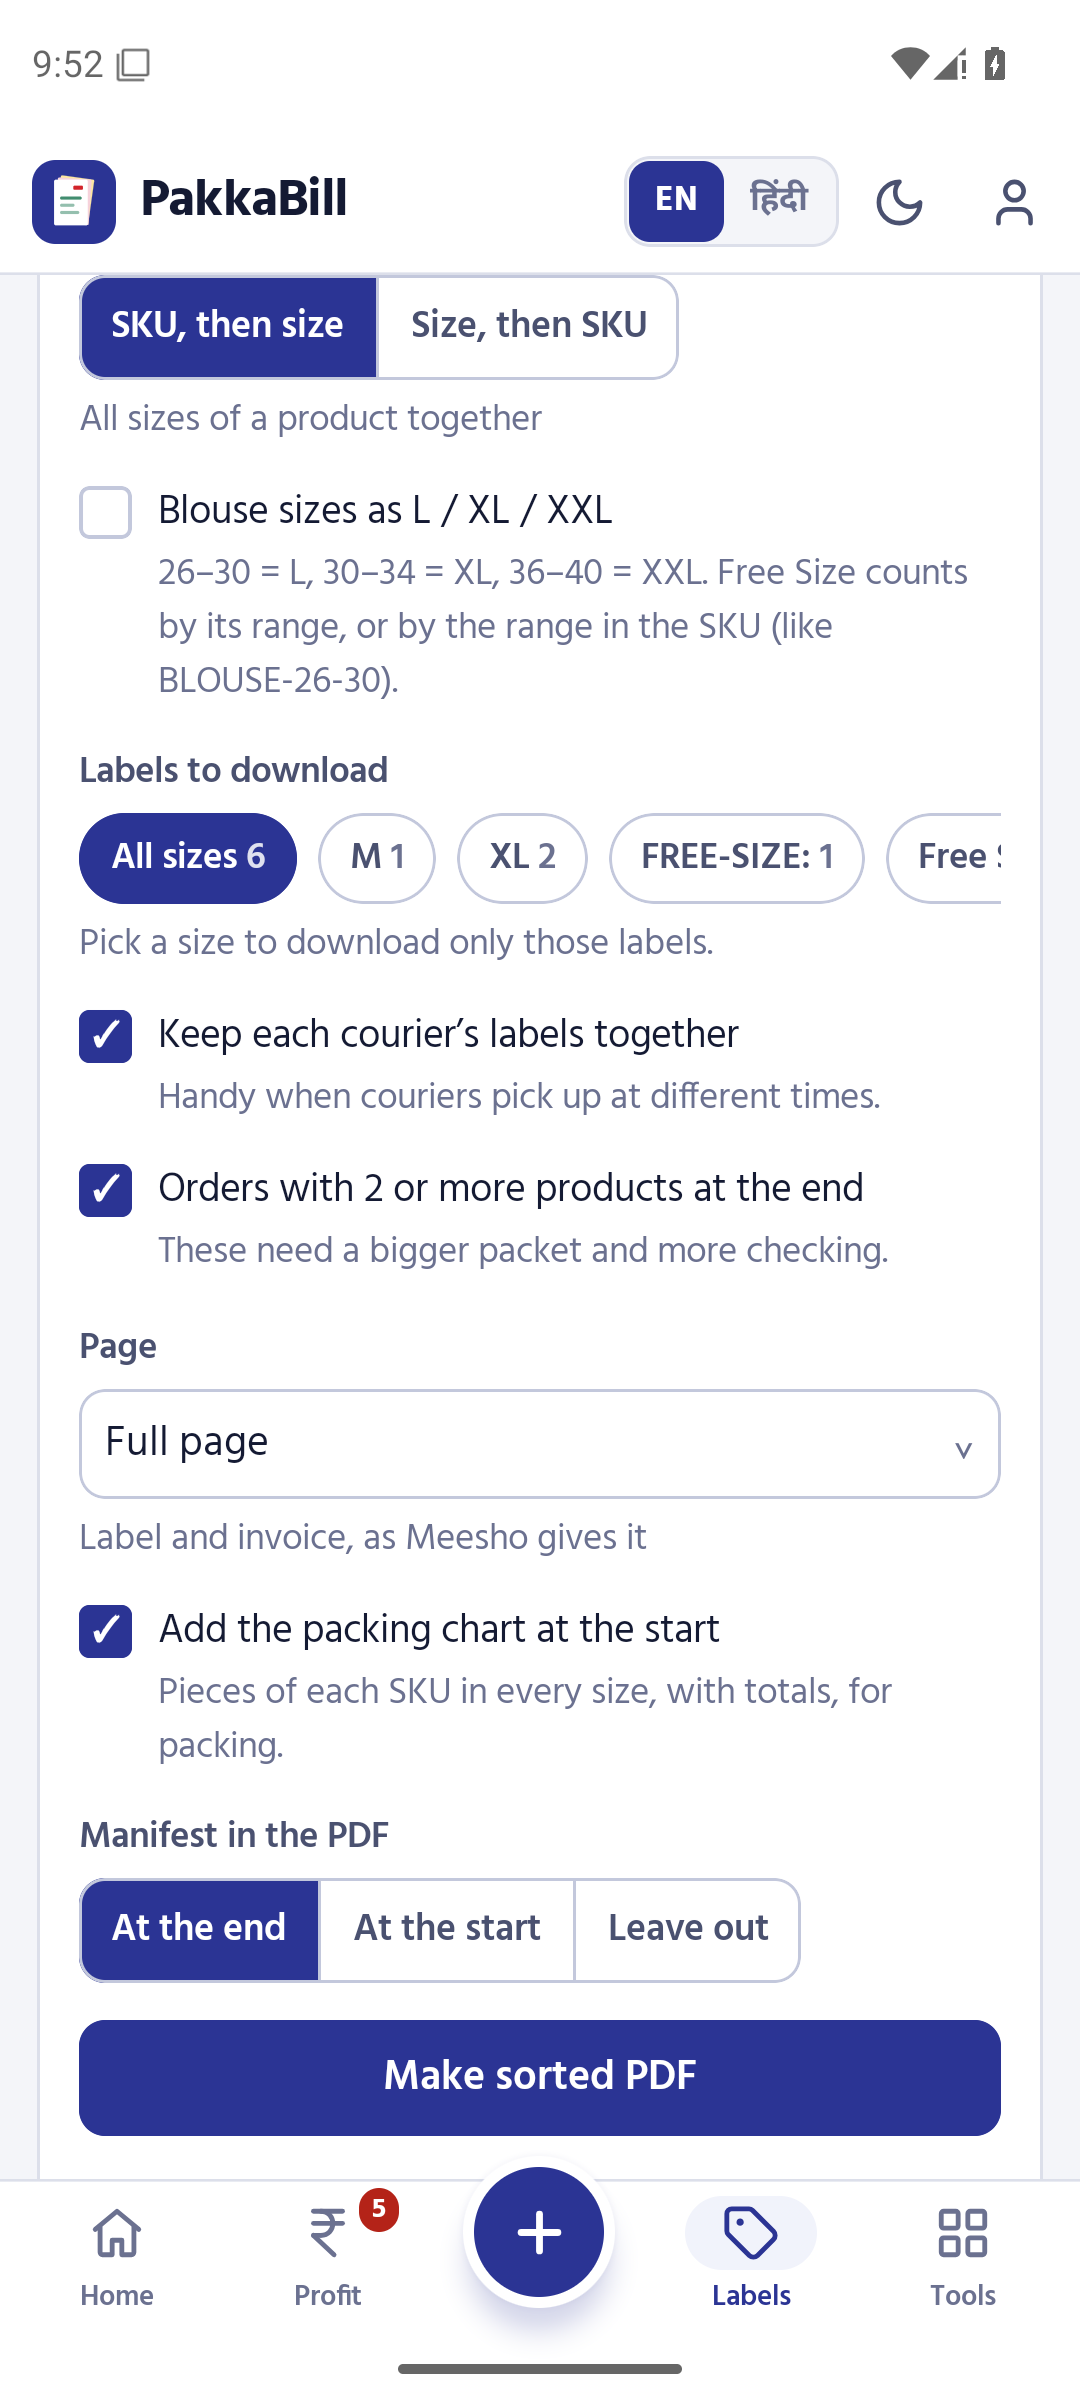 9:52
PakkaBill
EN हिंदी
SKU, then size Size, then SKU
All sizes of a product together
Blouse sizes as L / XL / XXL
26–30 = L, 30–34 = XL, 36–40 = XXL. Free Size counts
by its range, or by the range in the SKU (like
BLOUSE-26-30).
Labels to download
All sizes 6 M 1 XL 2 FREE-SIZE: 1 Free
Pick a size to download only those labels.
Keep each courier’s labels together
Handy when couriers pick up at different times.
Orders with 2 or more products at the end
These need a bigger packet and more checking.
Page
Full page
Label and invoice, as Meesho gives it
Add the packing chart at the start
Pieces of each SKU in every size, with totals, for
packing.
Manifest in the PDF
At the end At the start Leave out
Make sorted PDF
5
Home Profit Labels Tools